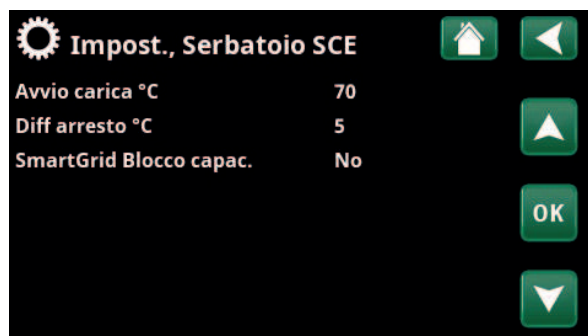 Impost., Serbatoio SCE
Avvio carica °C 70
Diff arresto °C 5
SmartGrid Blocco capac. No
OK